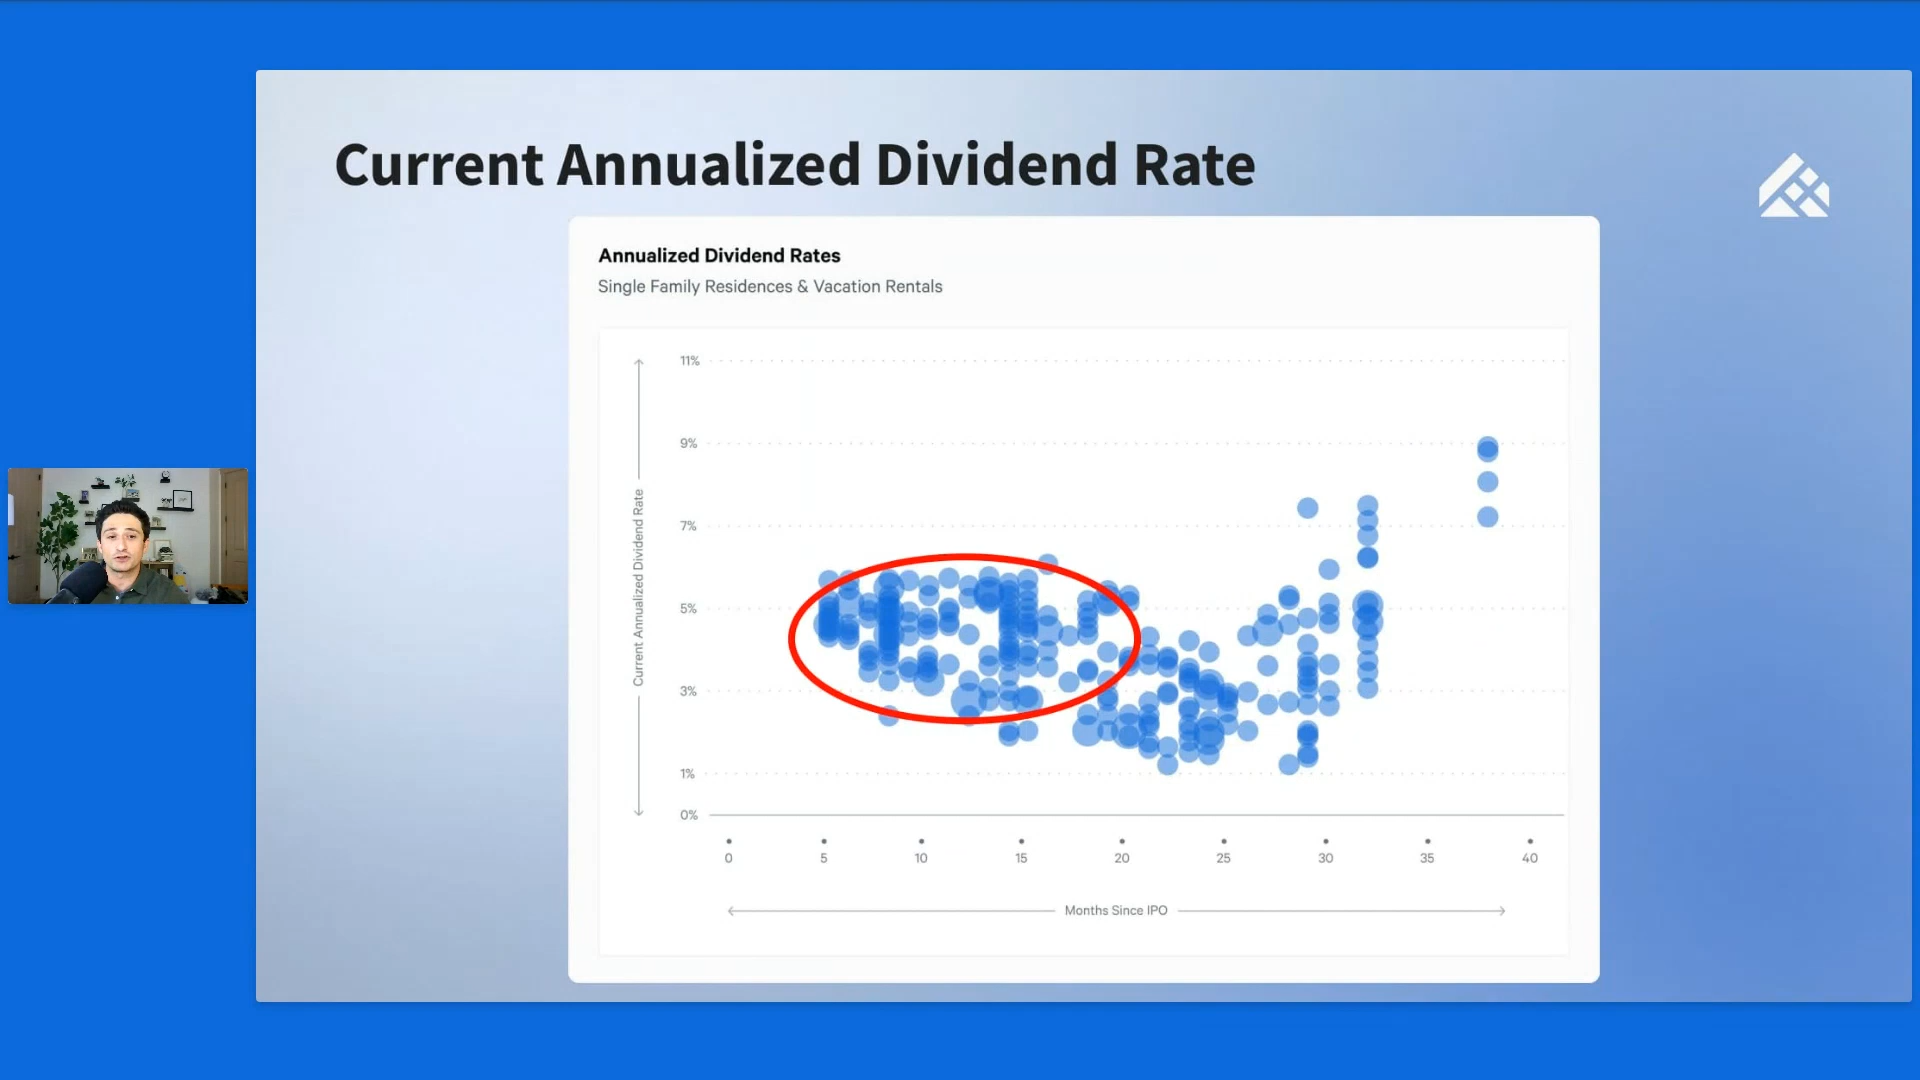 Current Annualized Dividend Rate
Annualized Dividend Rates
Single Family Residences & Vacation Rentals
11%
9%
7%
5%
3%
1%
0%
Current Annualized Dividend Rate
0 5 10 15 20 25 30 35 40
Months Since IPO